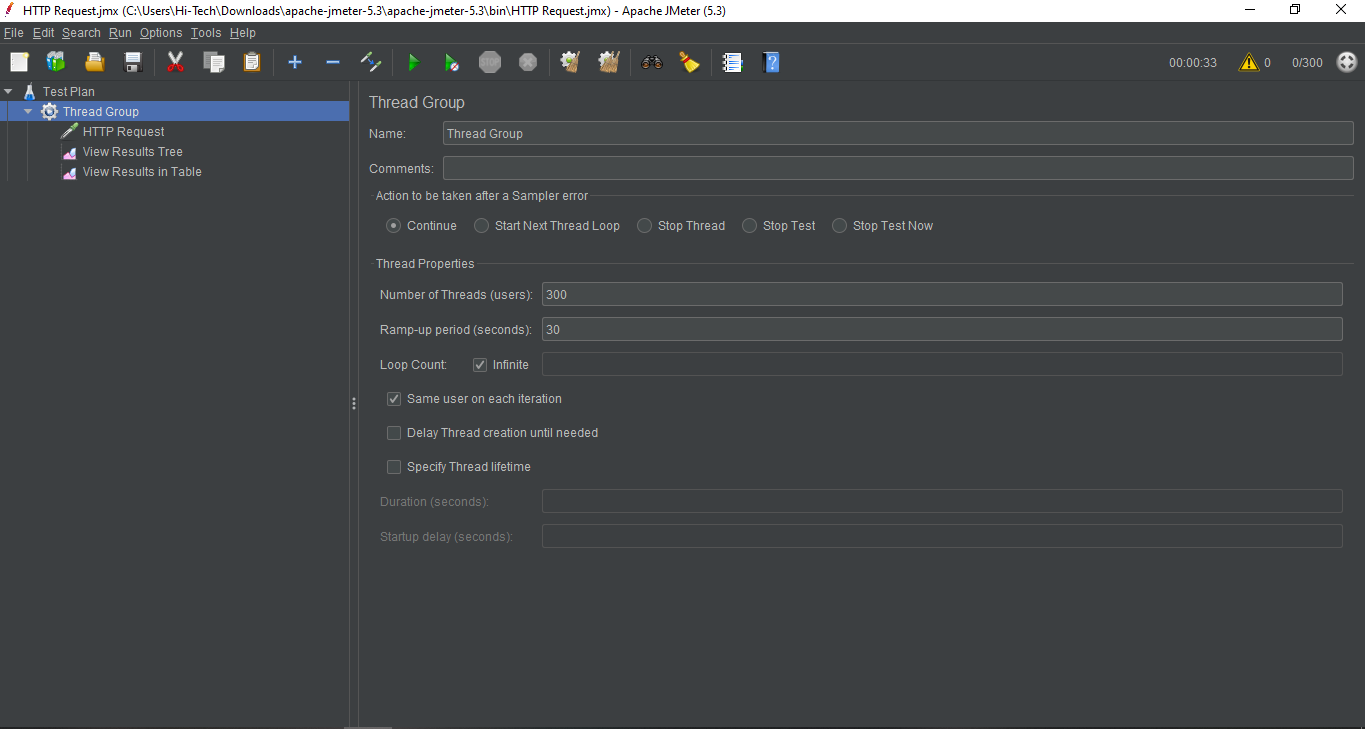 HTTP Request.jmx (C:\Users\Hi-Tech\Downloads\apache-jmeter-5.3\apache-jmeter-5.3\bin\HTTP Request.jmx) - Apache JMeter (5.3)
File Edit Search Run Options Tools Help
STOP ? 00:00:33 0 0/300
Test Plan
Thread Group
HTTP Request
View Results Tree
View Results in Table
Thread Group
Name: Thread Group
Comments:
Action to be taken after a Sampler error
Continue Start Next Thread Loop Stop Thread Stop Test Stop Test Now
Thread Properties
Number of Threads (users): 300
Ramp-up period (seconds): 30
Loop Count: Infinite
Same user on each iteration
Delay Thread creation until needed
Specify Thread lifetime
Duration (seconds):
Startup delay (seconds):